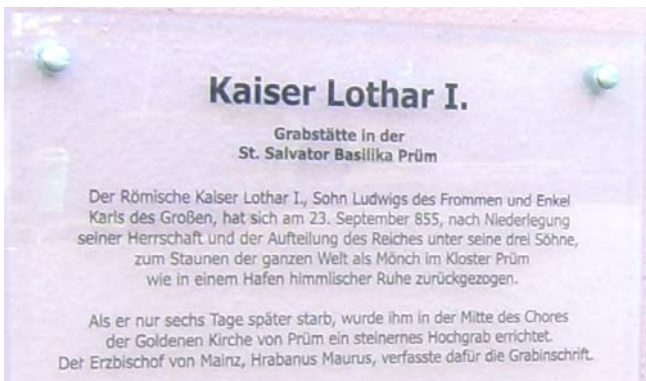 Kaiser Lothar I.
Grabstätte in der
St. Salvator Basilika Prüm
Der Römische Kaiser Lothar I., Sohn Ludwigs des Frommen und Enkel
Karls des Großen, hat sich am 23. September 855, nach Niederlegung
seiner Herrschaft und der Aufteilung des Reiches unter seine drei Söhne,
zum Staunen der ganzen Welt als Mönch im Kloster Prüm
wie in einem Hafen himmlischer Ruhe zurückgezogen.
Als er nur sechs Tage später starb, wurde ihm in der Mitte des Chores
der Goldenen Kirche von Prüm ein steinernes Hochgrab errichtet.
Der Erzbischof von Mainz, Hrabanus Maurus, verfasste dafür die Grabinschrift.